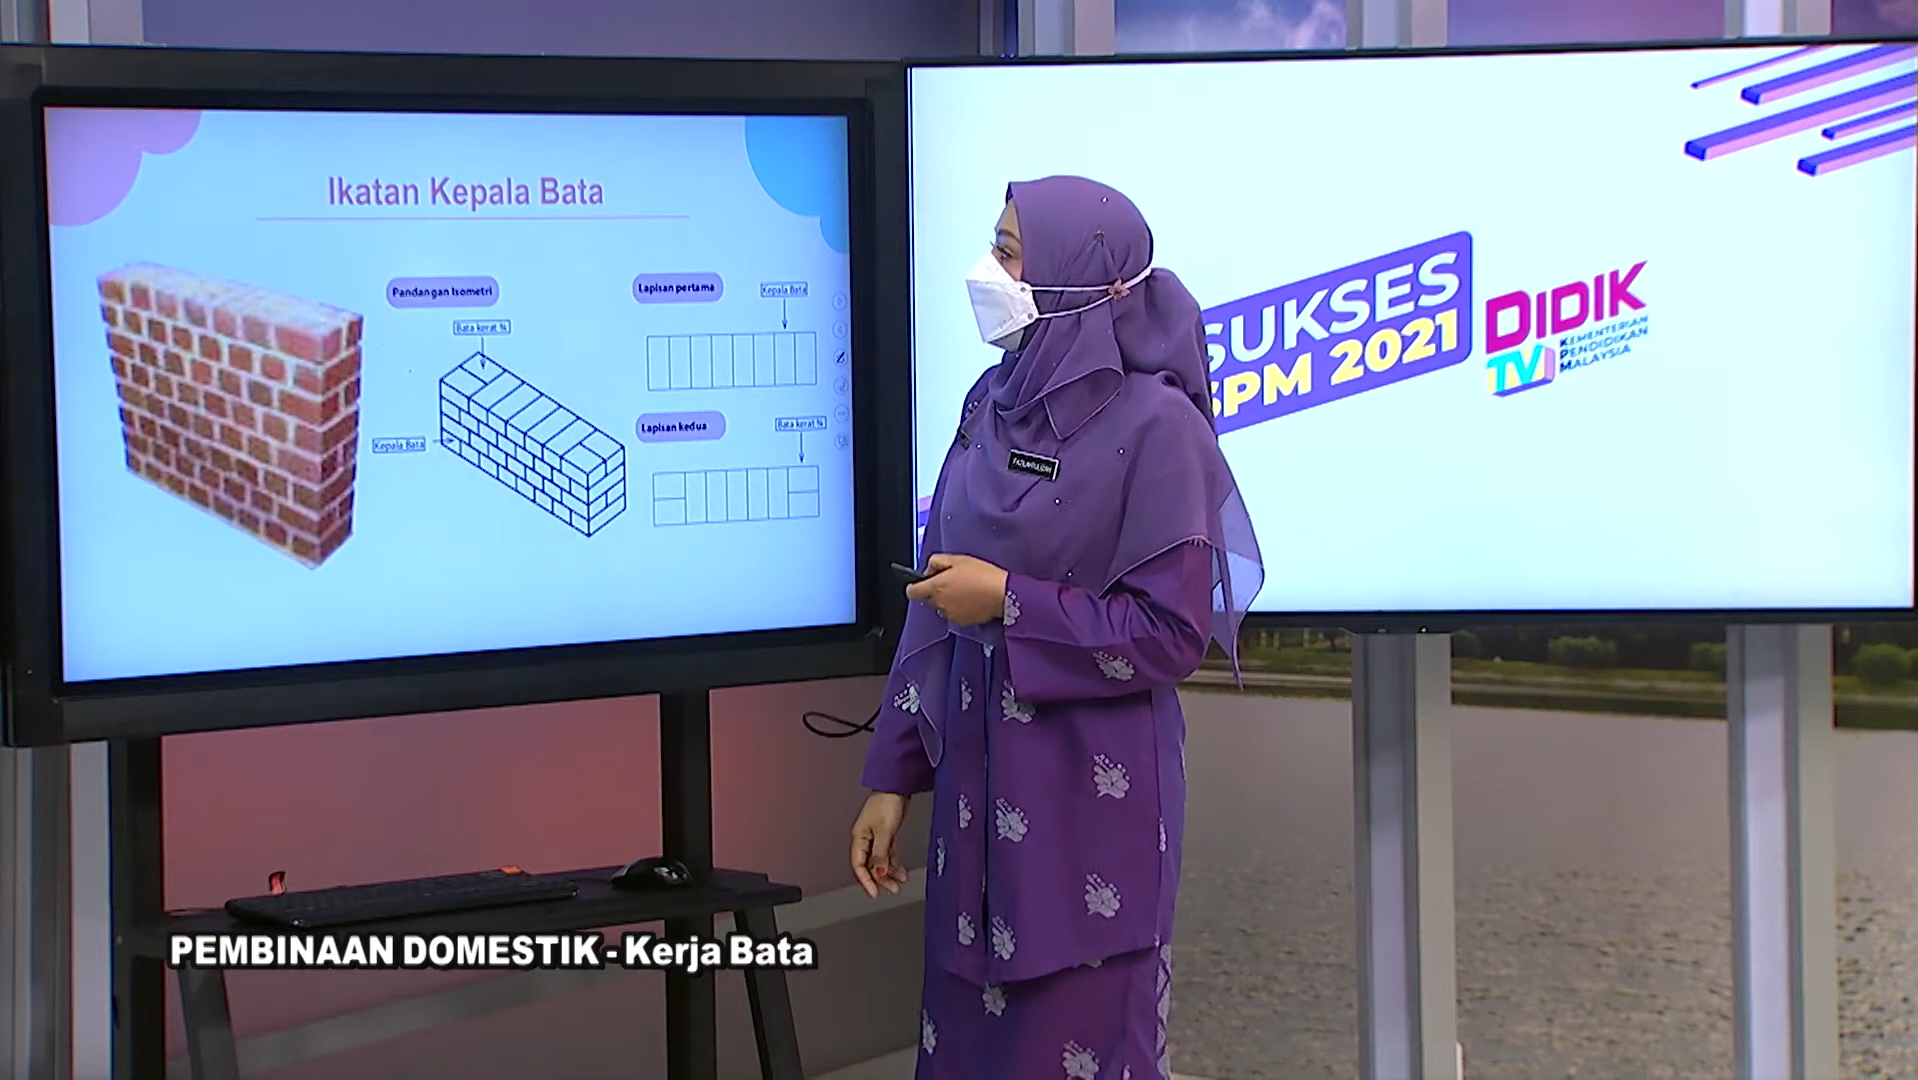 Ikatan Kepala Bata
Pandangan Isometri
Bata kerat ¾
Kepala Bata
Lapisan pertama
Kepala Bata
Lapisan kedua
Bata kerat ¾
SUKSES
SPM 2021
DIDIK
TV
KEMENTERIAN
PENDIDIKAN
MALAYSIA
PEMBINAAN DOMESTIK - Kerja Bata